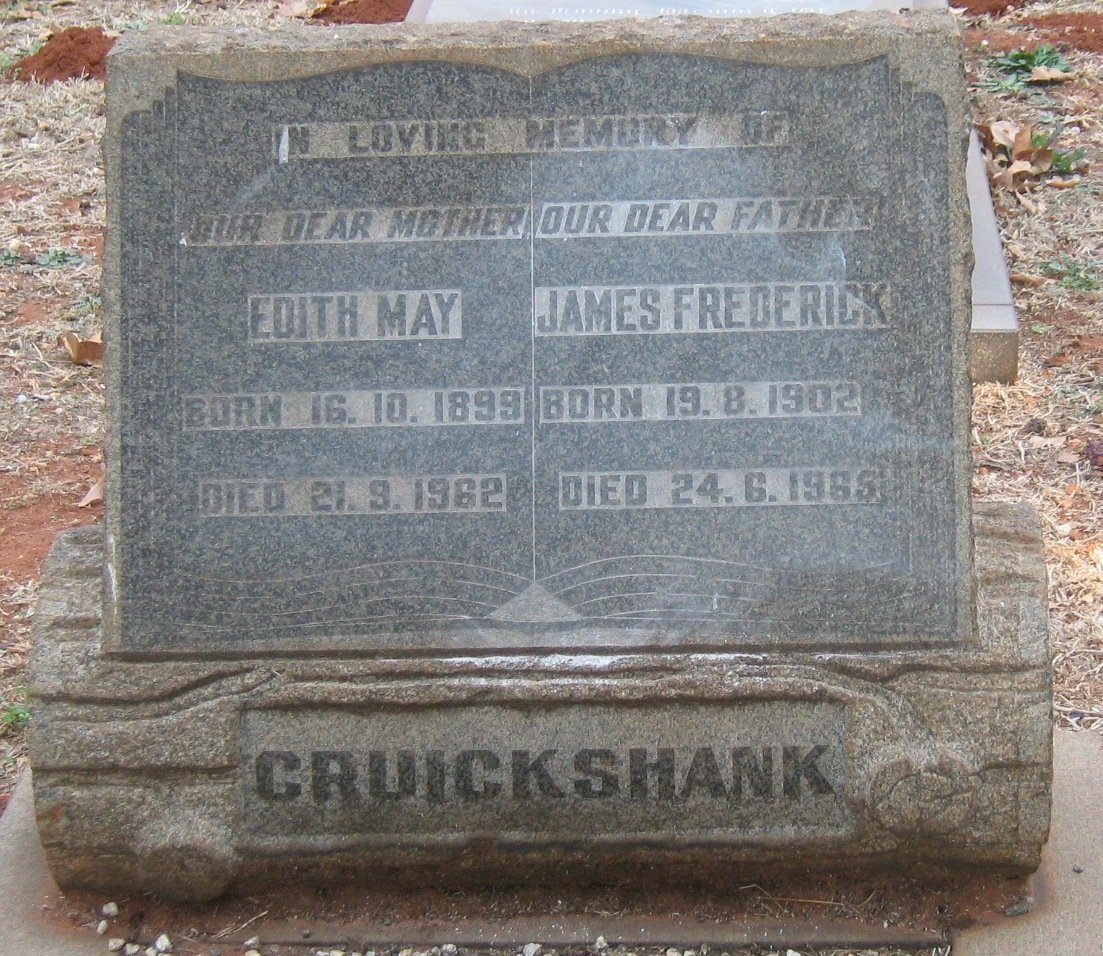 IN LOVING MEMORY OF
OUR DEAR MOTHER
EDITH MAY
BORN 16.10.1899
DIED 21.9.1962
OUR DEAR FATHER
JAMES FREDERICK
BORN 19.8.1902
DIED 24.6.
CRUICKSHANK